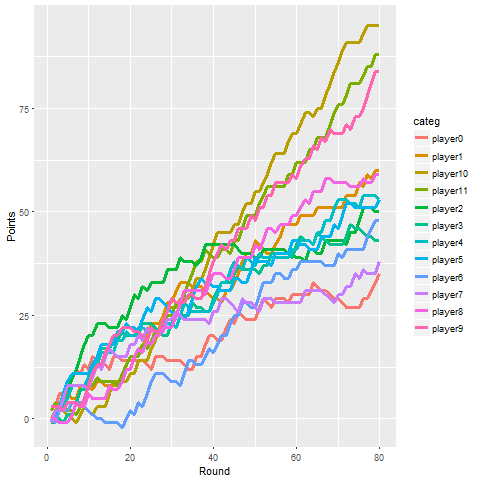 Points
75
50
25
0
0
20
40
60
80
Round
categ
player0
player1
player10
player11
player2
player3
player4
player5
player6
player7
player8
player9